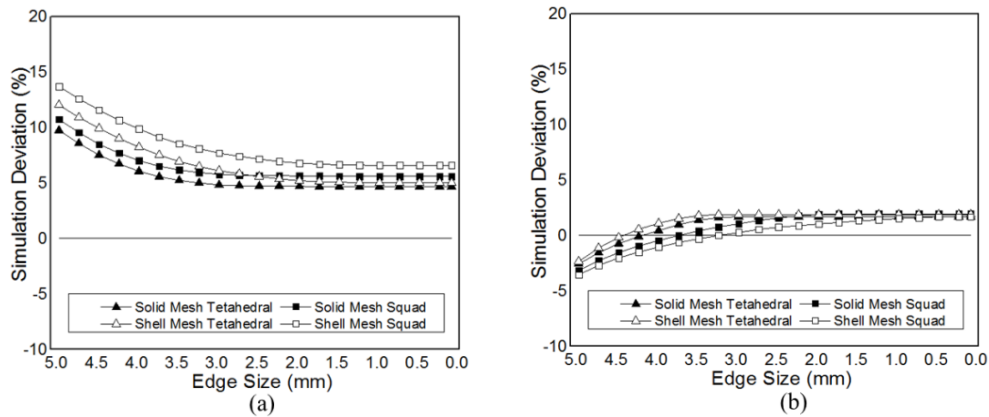 20
15
10
5
0
-5
-10
Simulation Deviation (%)
Solid Mesh Tetahedral
Solid Mesh Squad
Shell Mesh Tetahedral
Shell Mesh Squad
5.0 4.5 4.0 3.5 3.0 2.5 2.0 1.5 1.0 0.5 0.0
Edge Size (mm)
(a)
20
15
10
5
0
-5
-10
Simulation Deviation (%)
Solid Mesh Tetahedral
Solid Mesh Squad
Shell Mesh Tetahedral
Shell Mesh Squad
5.0 4.5 4.0 3.5 3.0 2.5 2.0 1.5 1.0 0.5 0.0
Edge Size (mm)
(b)